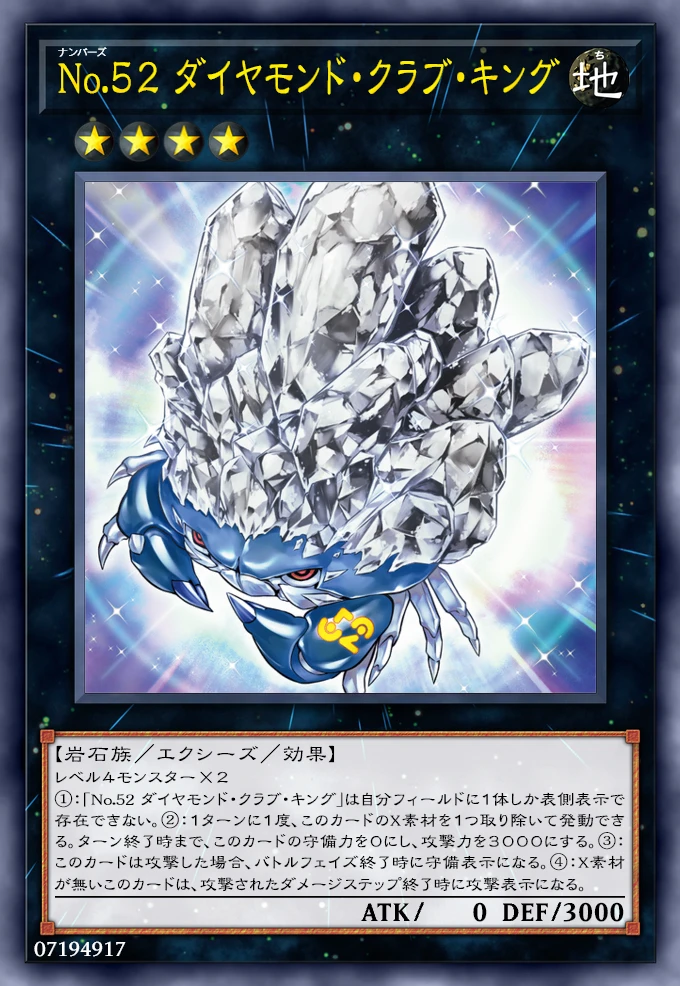 ナンバーズ
No.52 ダイヤモンド・クラブ・キング
ち
地
52
【岩石族／エクシーズ／効果】
レベル４モンスター×２
①：「No.52 ダイヤモンド・クラブ・キング」は自分フィールドに1体しか表側表示で
存在できない。②：1ターンに1度、このカードのX素材を1つ取り除いて発動でき
る。ターン終了時まで、このカードの守備力を0にし、攻撃力を3000にする。③：
このカードは攻撃した場合、バトルフェイズ終了時に守備表示になる。④：X素材
が無いこのカードは、攻撃されたダメージステップ終了時に攻撃表示になる。
ATK/ 0 DEF/3000
07194917